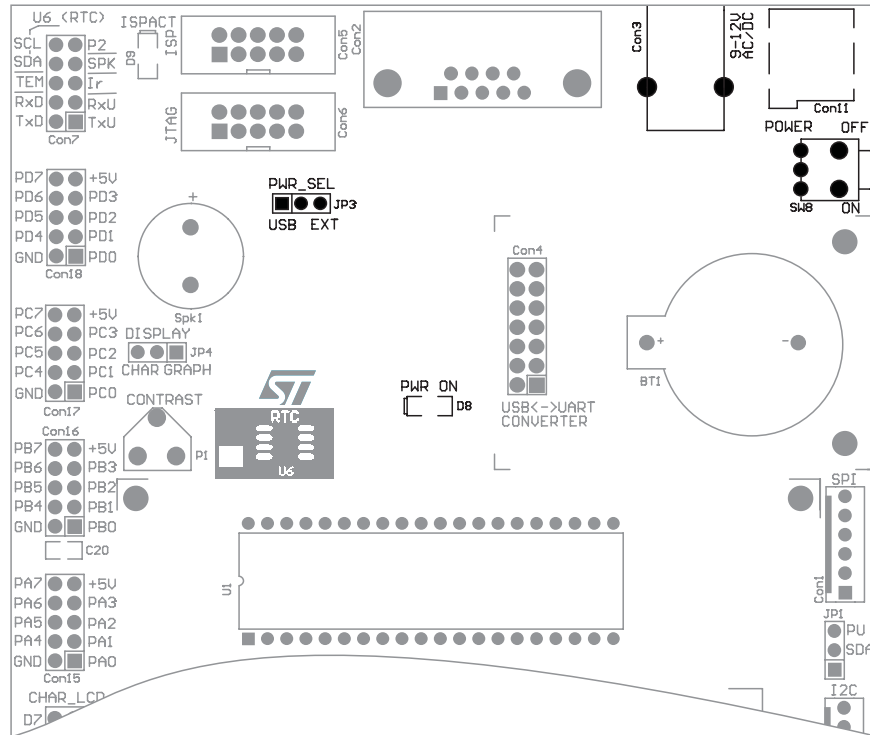 U6 (RTC)
SCL P2
SDA SPK
TEM Ir
RxD RxU
TxD TxU
Con7
ISPACT
D9
ISP
Con5
JTAG
Con6
Con2
Con3
9-12V
AC/DC
Con11
POWER OFF
SW8 ON
PWR_SEL
JP3
USB EXT
PD7 +5V
PD6 PD3
PD5 PD2
PD4 PD1
GND PD0
Con18
+
Spk1
PC7 +5V
PC6 PC3
PC5 PC2
PC4 PC1
GND PC0
Con17
DISPLAY
JP4
CHAR GRAPH
CONTRAST
P1
ST
RTC
U6
PWR ON
D8
Con4
USB<->UART
CONVERTER
+ -
BT1
Con16
PB7 +5V
PB6 PB3
PB5 PB2
PB4 PB1
GND PB0
C20
U1
SPI
Con1
JP1
PU
SDA
I2C
PA7 +5V
PA6 PA3
PA5 PA2
PA4 PA1
GND PA0
Con15
CHAR_LCD
D7